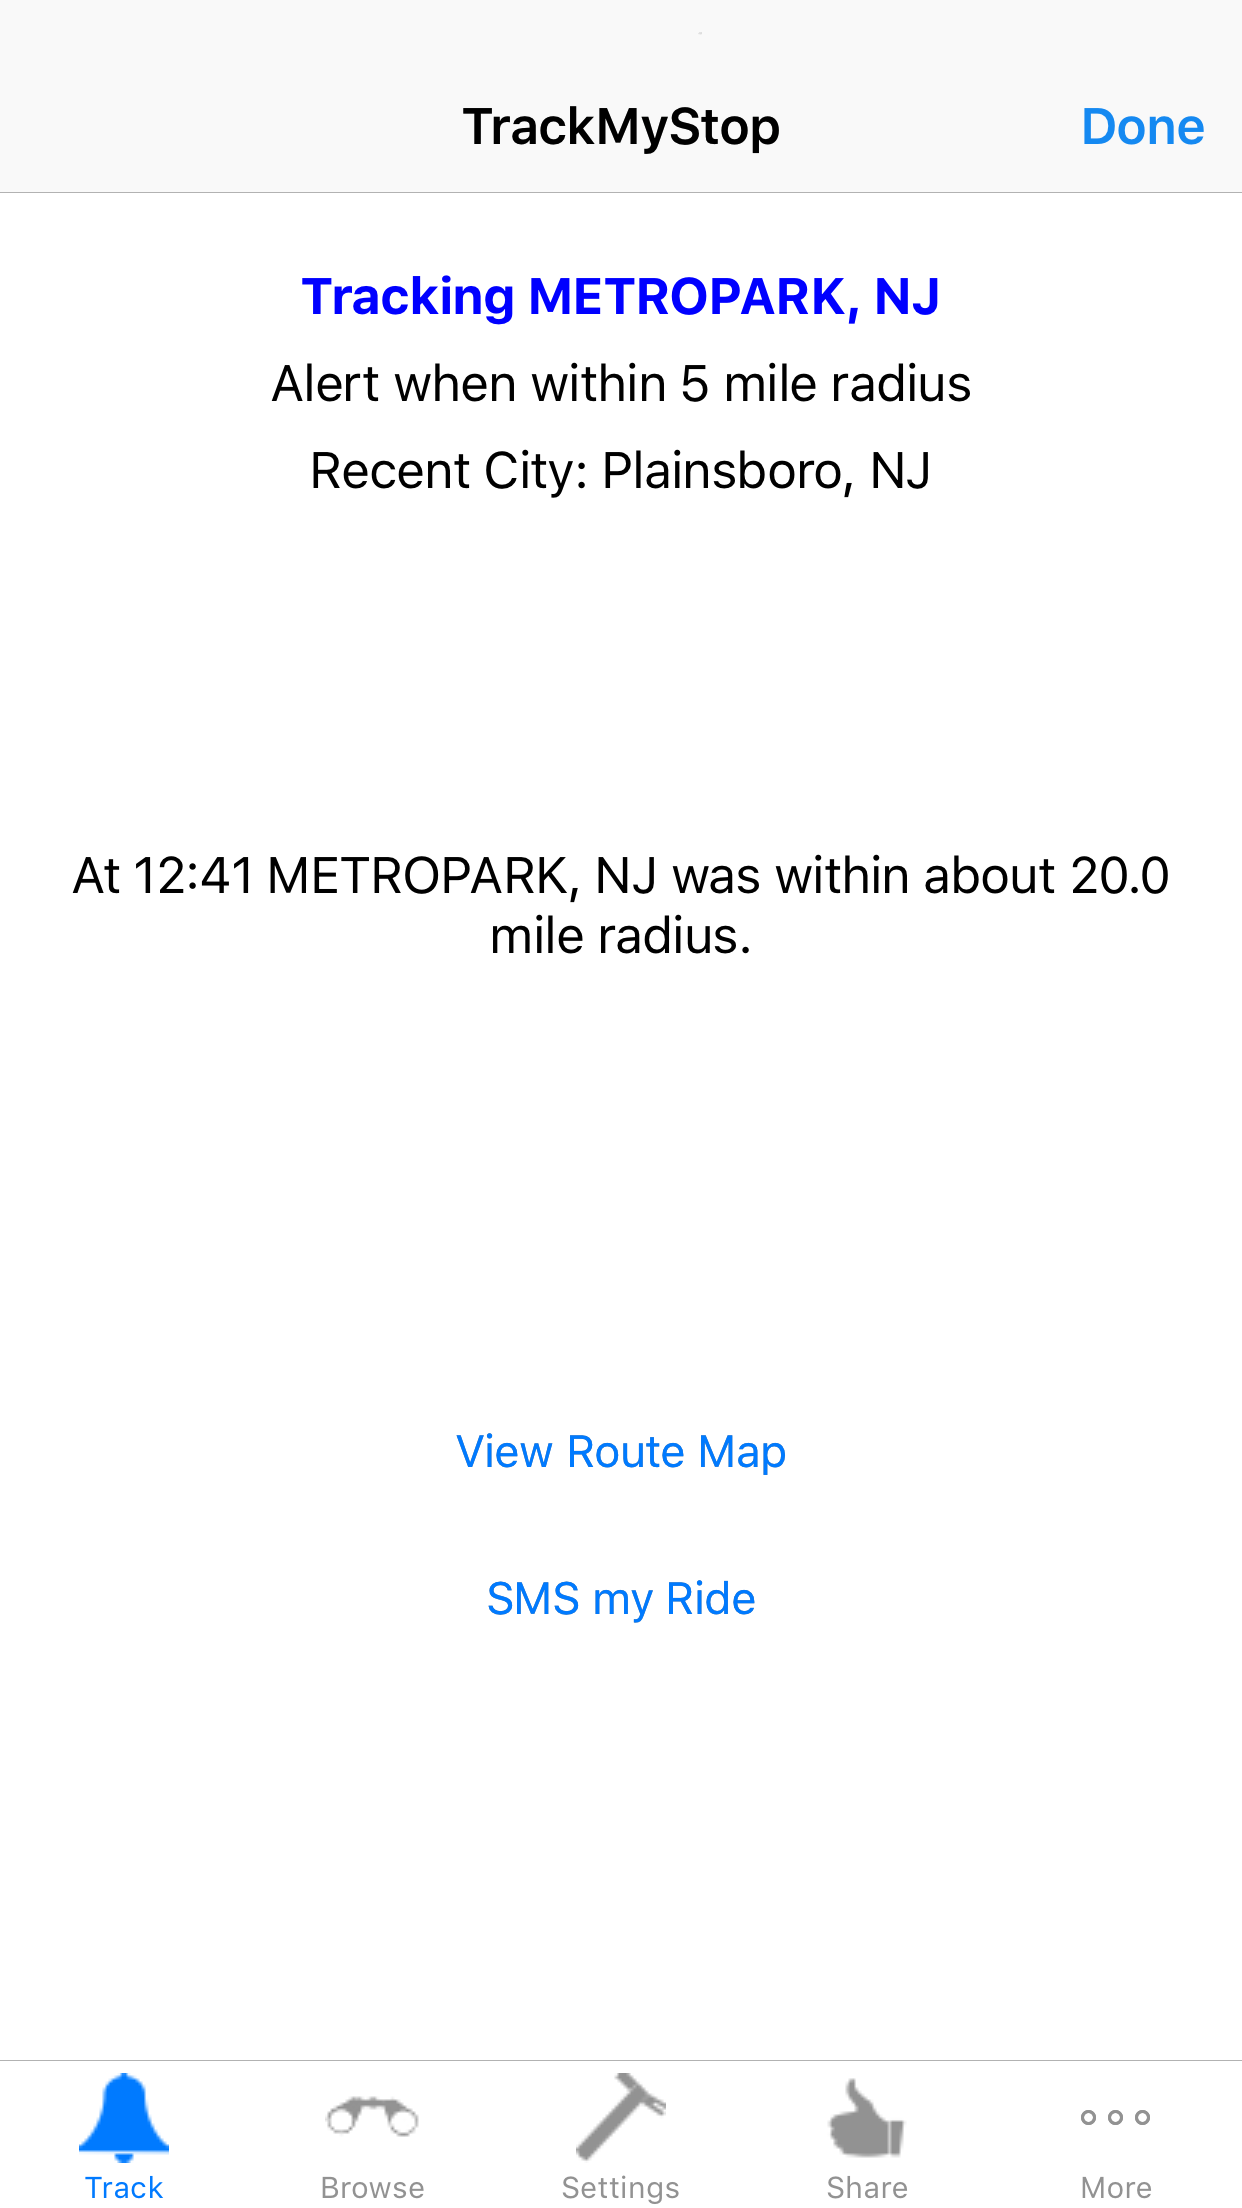 TrackMyStop
Done
Tracking METROPARK, NJ
Alert when within 5 mile radius
Recent City: Plainsboro, NJ
At 12:41 METROPARK, NJ was within about 20.0
mile radius.
View Route Map
SMS my Ride
Track
Browse
Settings
Share
More